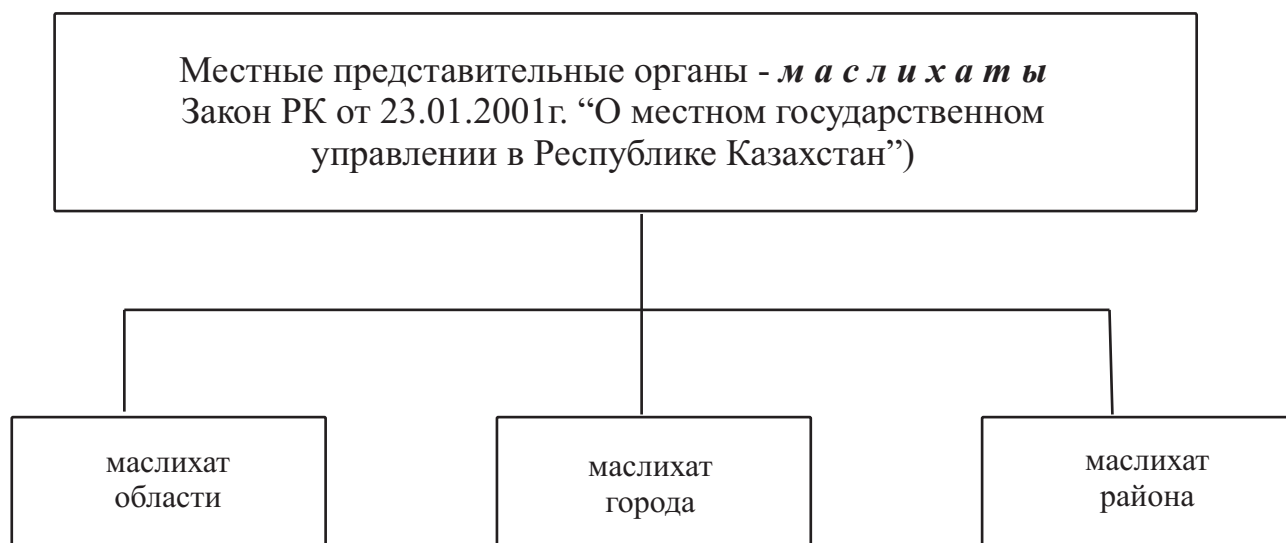 Местные представительные органы - м а с л и х а т ы
Закон РК от 23.01.2001г. “О местном государственном
управлении в Республике Казахстан”)
маслихат
области
маслихат
города
маслихат
района